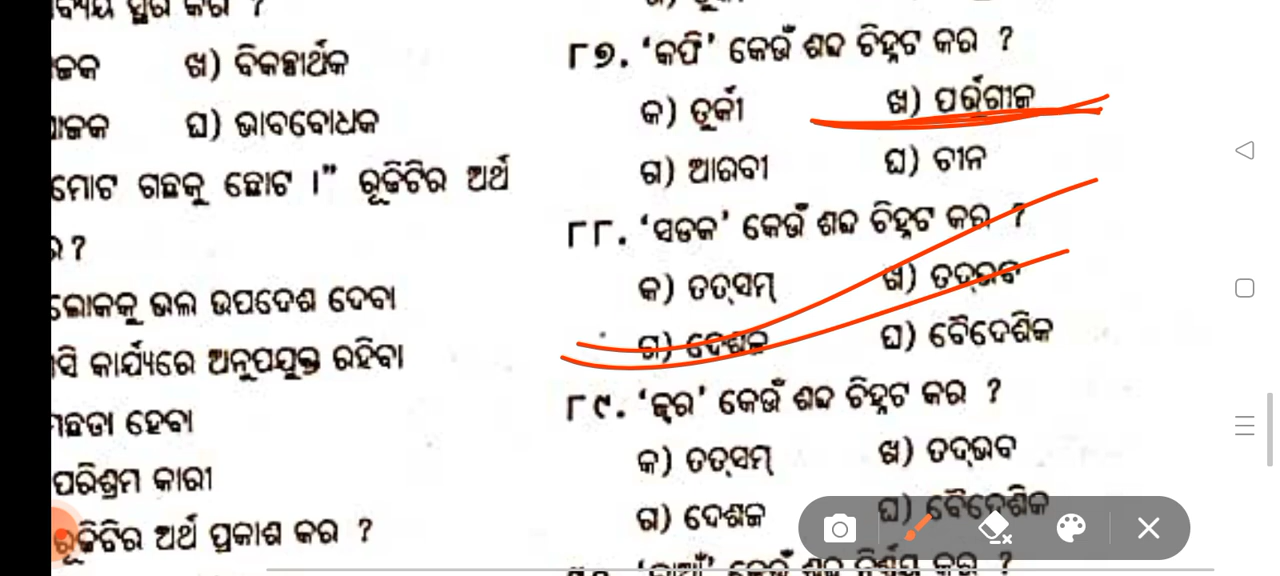 ଖ) ବିକଳ୍ପାର୍ଥକ
ଘ) ଭାବବୋଧକ
ମୋଟ ଗଛକୁ ଛୋଟ ।” ରୂଢିଟିର ଅର୍ଥ
ଲୋକକୁ ଭଲ ଉପଦେଶ ଦେବା
କାର୍ଯ୍ୟରେ ଅନୁପଯୁକ୍ତ ରହିବା
ହେବା
ପରିଶ୍ରମ କାରୀ
ରୂଢିଟିର ଅର୍ଥ ପ୍ରକାଶ କର ?
୮୭. ‘କଫି’ କେଉଁ ଶବ୍ଦ ଚିହ୍ନଟ କର ?
କ) ତୁର୍କୀ ଖ) ପର୍ତ୍ତୁଗୀଜ
ଗ) ଆରବୀ ଘ) ଚୀନ
୮୮. ‘ସଡକ’ କେଉଁ ଶବ୍ଦ ଚିହ୍ନଟ କର ?
କ) ତତ୍‌ସମ୍ ଖ) ତଦ୍‌ଭବ
ଗ) ଦେଶଜ ଘ) ବୈଦେଶିକ
୮୯. ‘ଜ୍ୱର’ କେଉଁ ଶବ୍ଦ ଚିହ୍ନଟ କର ?
କ) ତତ୍‌ସମ୍ ଖ) ତଦ୍‌ଭବ
ଗ) ଦେଶଜ ଘ) ବୈଦେଶିକ